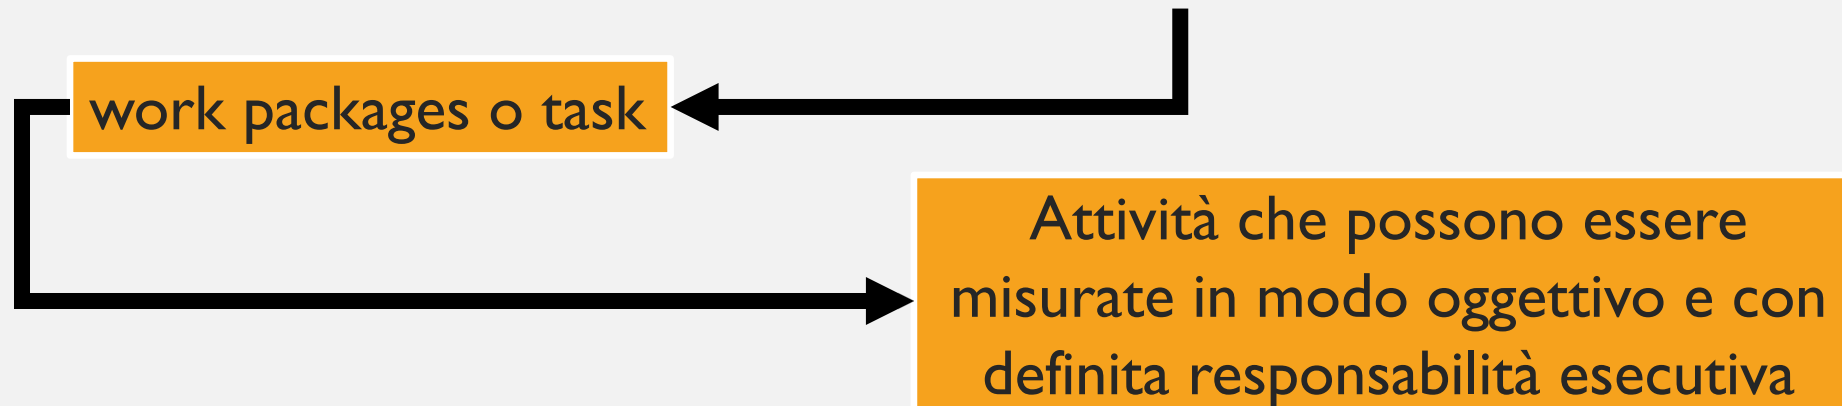 work packages o task
Attività che possono essere
misurate in modo oggettivo e con
definita responsabilità esecutiva